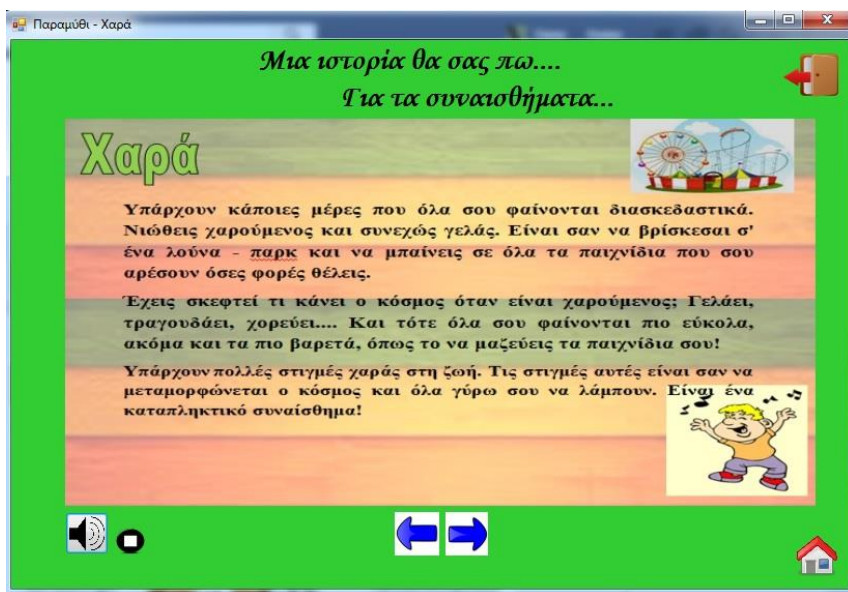 Παραμύθι - Χαρά
Μια ιστορία θα σας πω....
Για τα συναισθήματα...
Χαρά
Υπάρχουν κάποιες μέρες που όλα σου φαίνονται διασκεδαστικά.
Νιώθεις χαρούμενος και συνεχώς γελάς. Είναι σαν να βρίσκεσαι σ'
ένα λούνα - παρκ και να μπαίνεις σε όλα τα παιχνίδια που σου
αρέσουν όσες φορές θέλεις.
Έχεις σκεφτεί τι κάνει ο κόσμος όταν είναι χαρούμενος; Γελάει,
τραγουδάει, χορεύει.... Και τότε όλα σου φαίνονται πιο εύκολα,
ακόμα και τα πιο βαρετά, όπως το να μαζεύεις τα παιχνίδια σου!
Υπάρχουν πολλές στιγμές χαράς στη ζωή. Τις στιγμές αυτές είναι σαν να
μεταμορφώνεται ο κόσμος και όλα γύρω σου να λάμπουν. Είναι ένα
καταπληκτικό συναίσθημα!